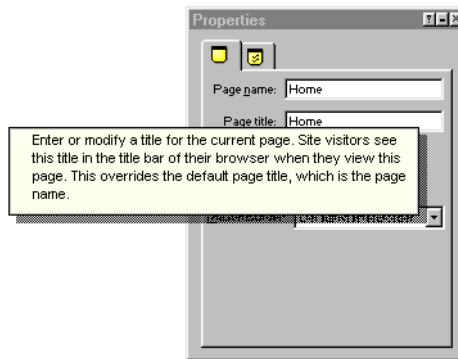 Properties
Page name: Home
Page title: Home
Enter or modify a title for the current page. Site visitors see
this title in the title bar of their browser when they view this
page. This overrides the default page title, which is the page
name.